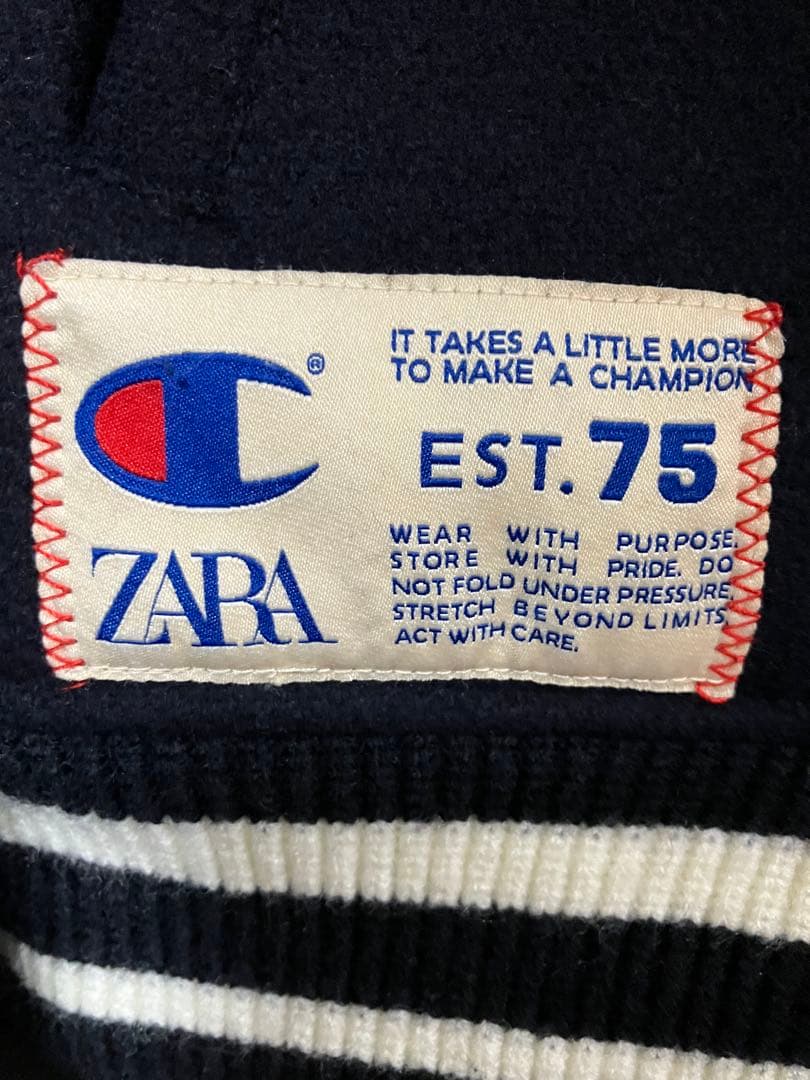 ®
ZARA
IT TAKES A LITTLE MORE
TO MAKE A CHAMPION
EST. 75
WEAR WITH PURPOSE.
STORE WITH PRIDE. DO
NOT FOLD UNDER PRESSURE.
STRETCH BEYOND LIMITS
ACT WITH CARE.